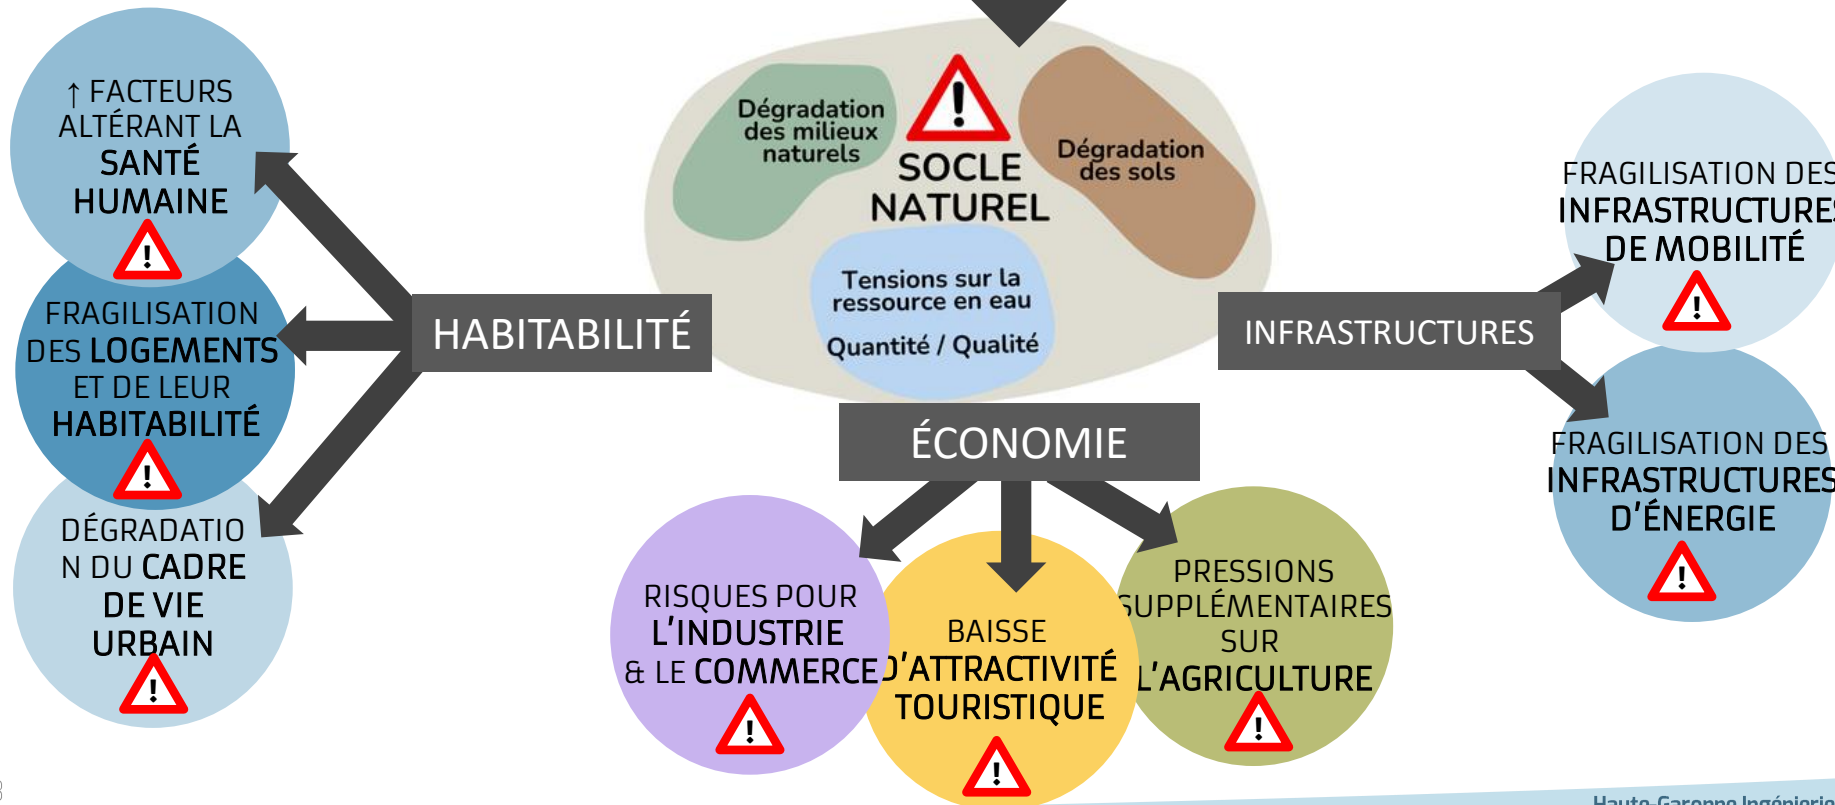 ↑ FACTEURS
ALTÉRANT LA
SANTÉ
HUMAINE
!
FRAGILISATION
DES LOGEMENTS
ET DE LEUR
HABITABILITÉ
!
DÉGRADATIO
N DU CADRE
DE VIE
URBAIN
!
HABITABILITÉ
!
SOCLE
NATUREL
Dégradation
des milieux
naturels
Dégradation
des sols
Tensions sur la
ressource en eau
Quantité / Qualité
ÉCONOMIE
RISQUES POUR
L'INDUSTRIE
& LE COMMERCE
!
BAISSE
D'ATTRACTIVITÉ
TOURISTIQUE
!
PRESSIONS
SUPPLÉMENTAIRES
SUR
L'AGRICULTURE
!
INFRASTRUCTURES
FRAGILISATION DES
INFRASTRUCTURES
DE MOBILITÉ
!
FRAGILISATION DES
INFRASTRUCTURES
D'ÉNERGIE
!
Haute-Garonne Ingénierie